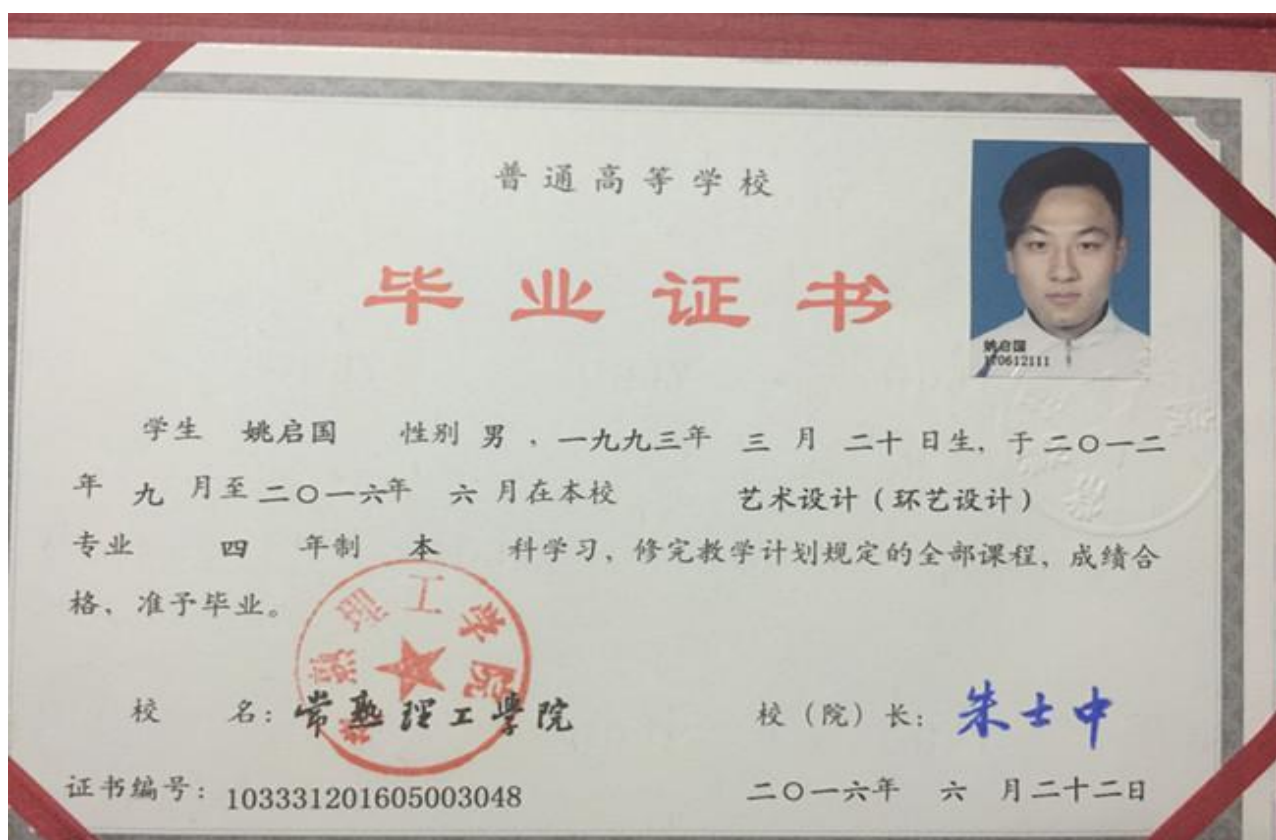 普通高等学校
毕业证书
姚启国
170612111
学生 姚启国 性别 男，一九九三年 三 月 二十 日生，于二〇一二
年 九 月至二〇一六年 六 月在本校 艺术设计（环艺设计）
专业 四 年制 本 科学习，修完教学计划规定的全部课程，成绩合
格，准予毕业。
常熟理工学院
校 名：常熟理工學院
校（院）长：朱士中
证书编号：103331201605003048
二〇一六年 六 月二十二日